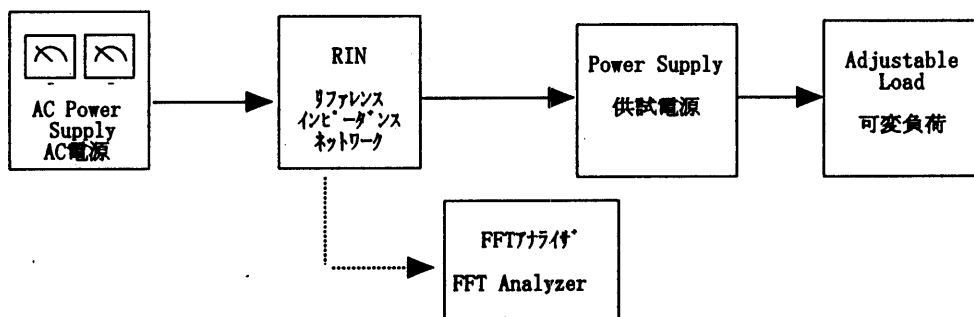 AC Power
Supply
AC電源
RIN
リファレンス
インピーダンス
ネットワーク
Power Supply
供試電源
Adjustable
Load
可変負荷
FFTアナライザ
FFT Analyzer